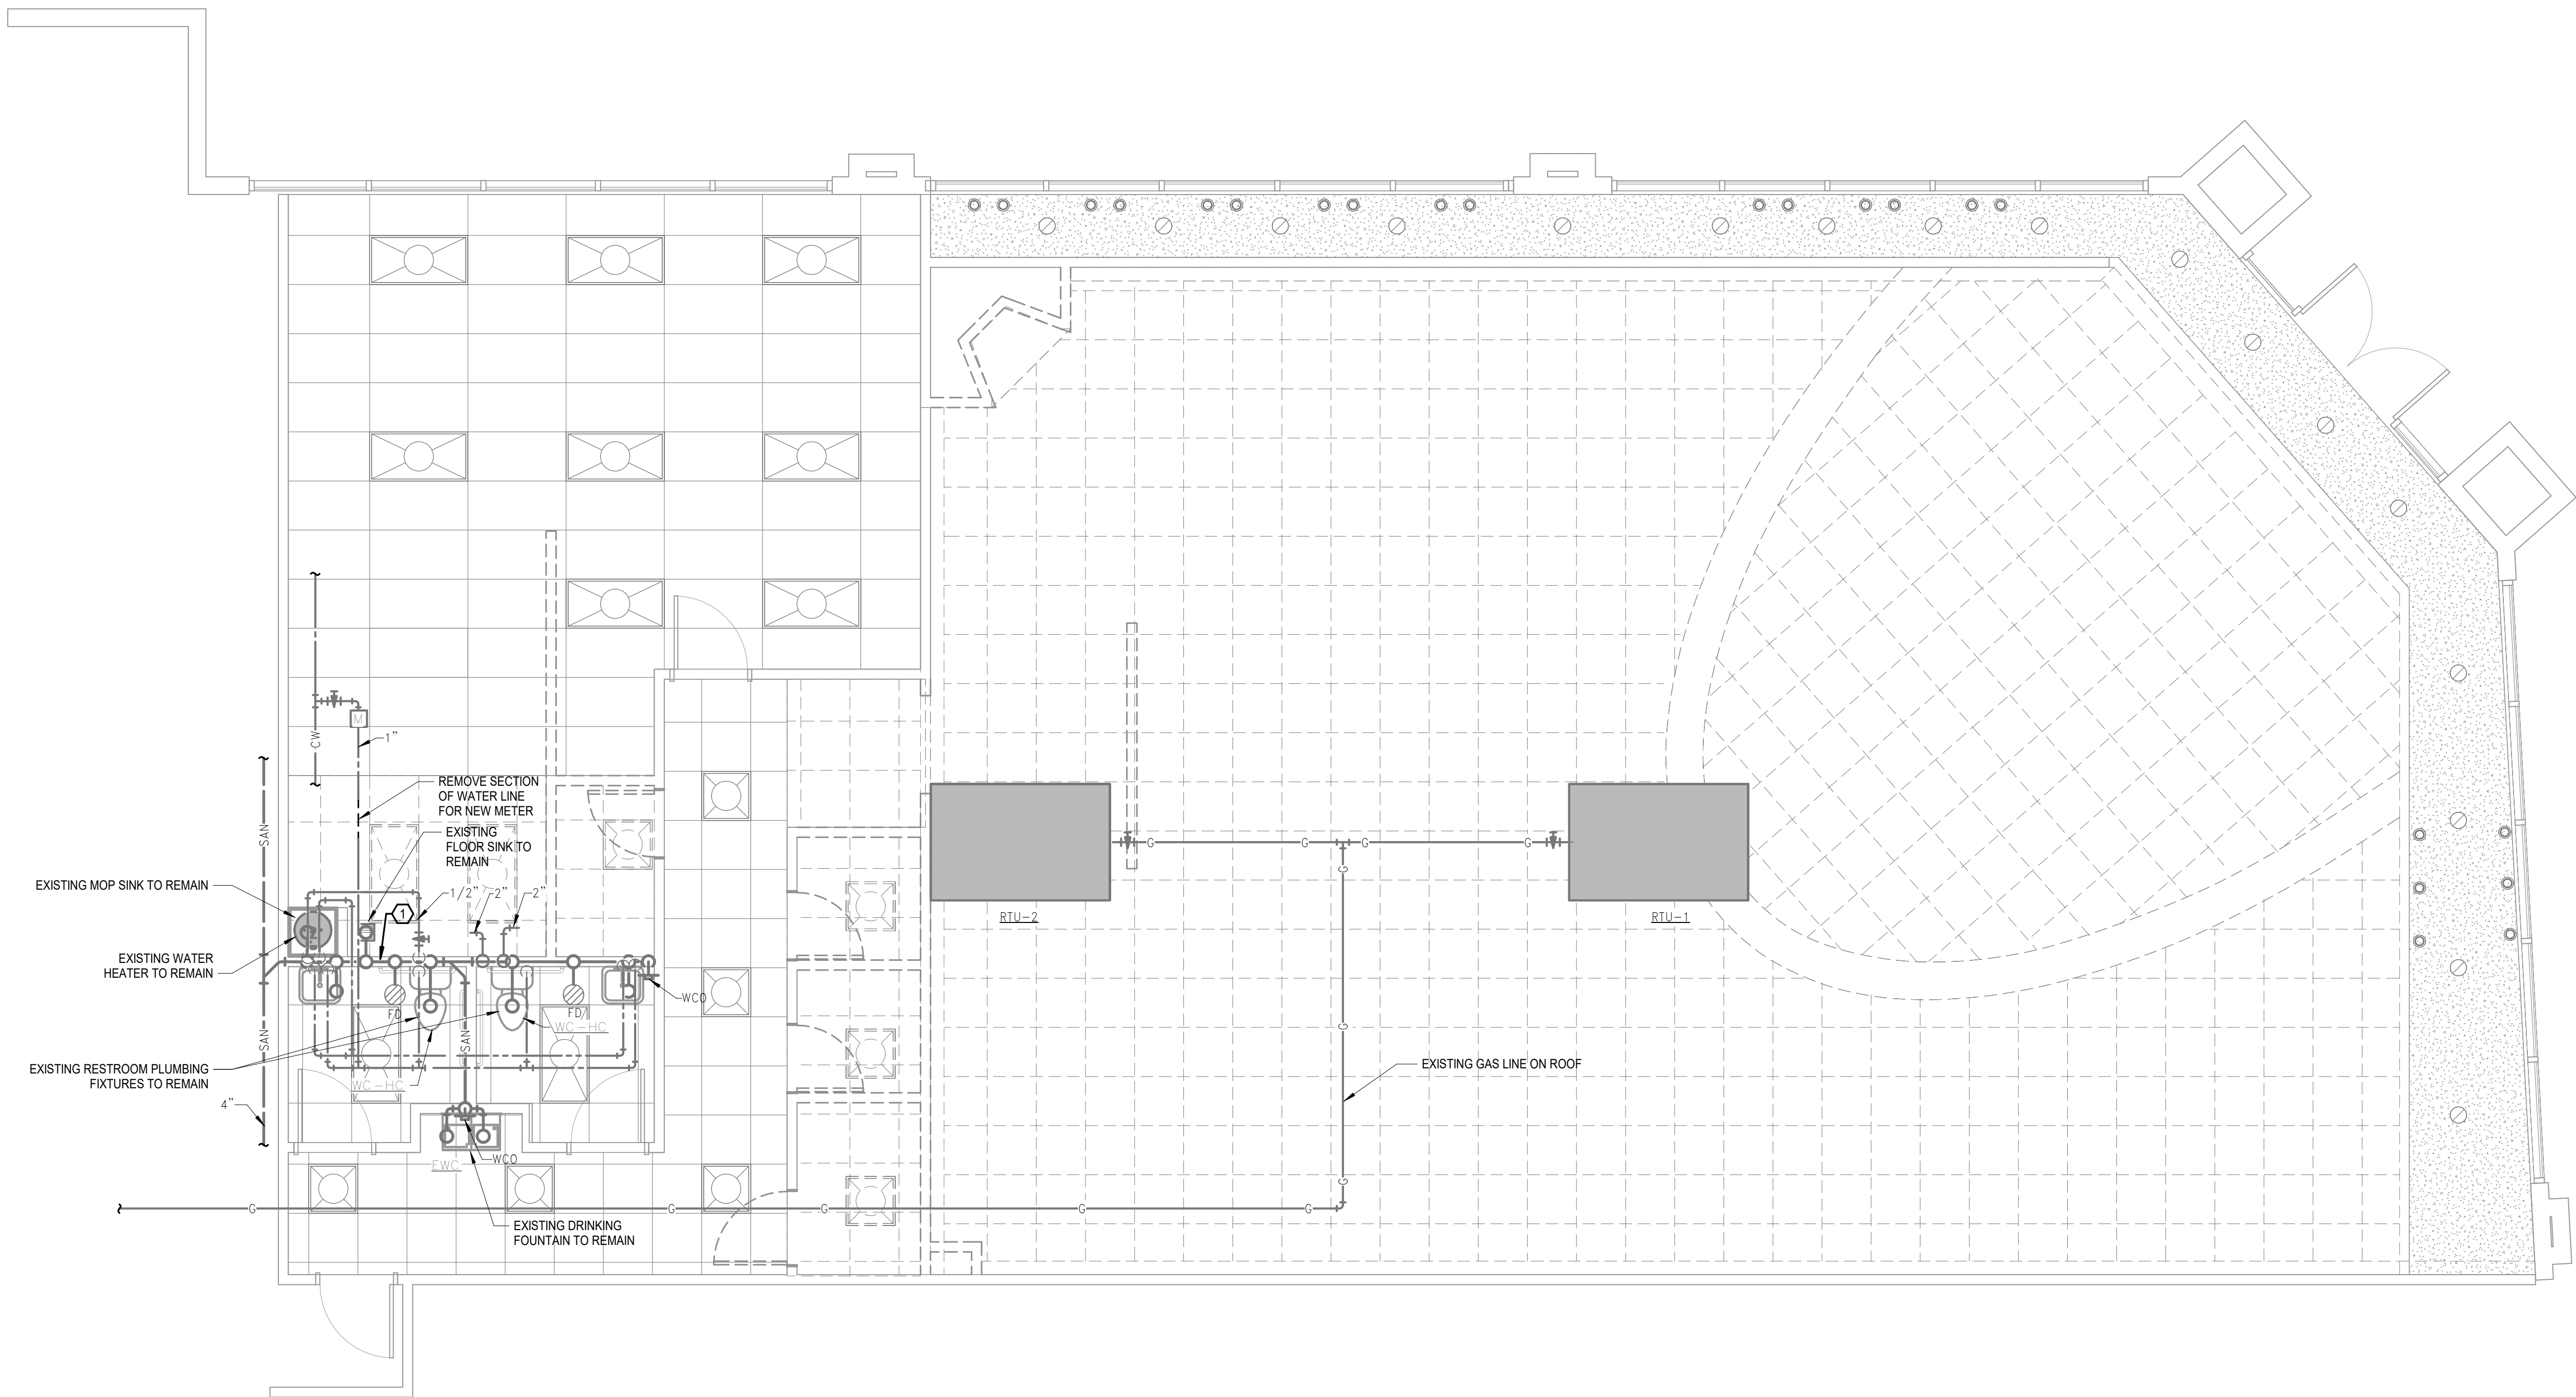 M
1"
CW
REMOVE SECTION
OF WATER LINE
FOR NEW METER
SAN
EXISTING
FLOOR SINK TO
REMAIN
G
G
G
G
G
EXISTING MOP SINK TO REMAIN
1/2"
2"
2"
1
RTU-2
RTU-1
EXISTING WATER
HEATER TO REMAIN
WCO
FD
FD
WC-HC
G
SAN
SAN
EXISTING RESTROOM PLUMBING
FIXTURES TO REMAIN
EXISTING GAS LINE ON ROOF
WC-HC
4"
WCO
EWC
G
G
G
G
G
G
EXISTING DRINKING
FOUNTAIN TO REMAIN